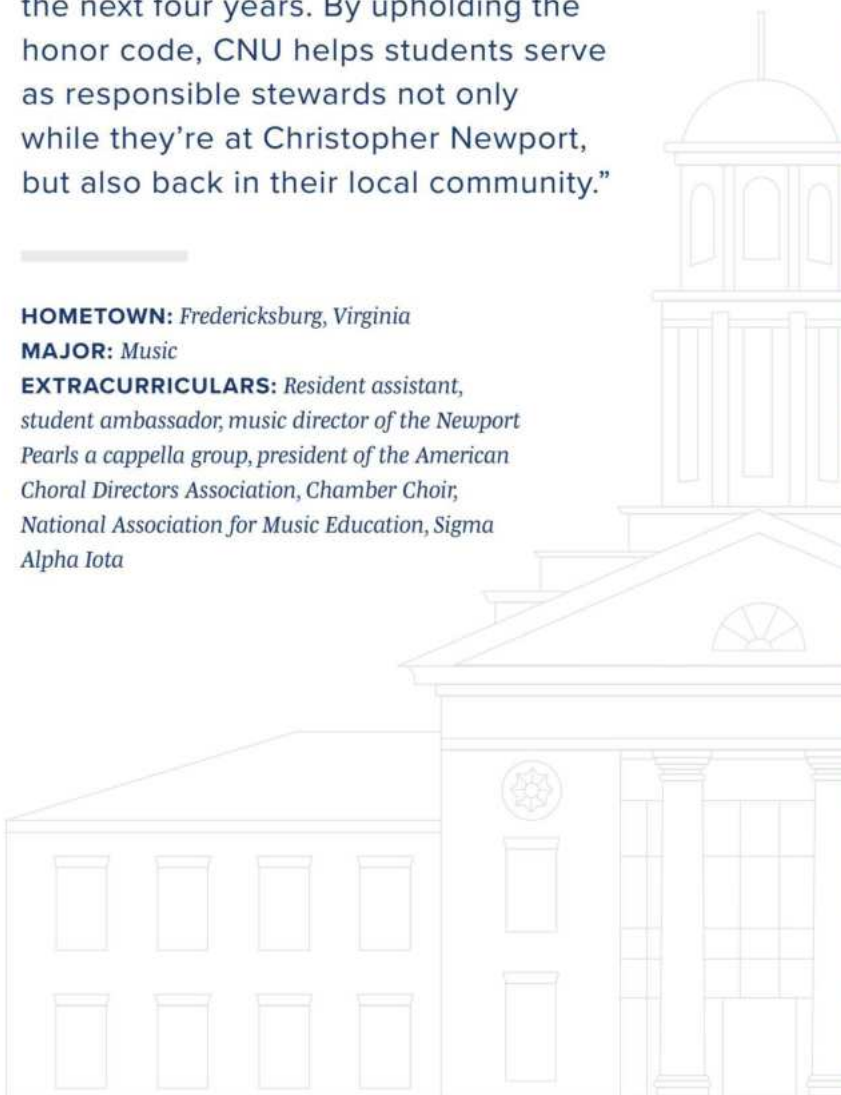 the next four years. By upholding the
honor code, CNU helps students serve
as responsible stewards not only
while they're at Christopher Newport,
but also back in their local community.”
HOMETOWN: Fredericksburg, Virginia
MAJOR: Music
EXTRACURRICULARS: Resident assistant,
student ambassador, music director of the Newport
Pearls a cappella group, president of the American
Choral Directors Association, Chamber Choir,
National Association for Music Education, Sigma
Alpha Iota